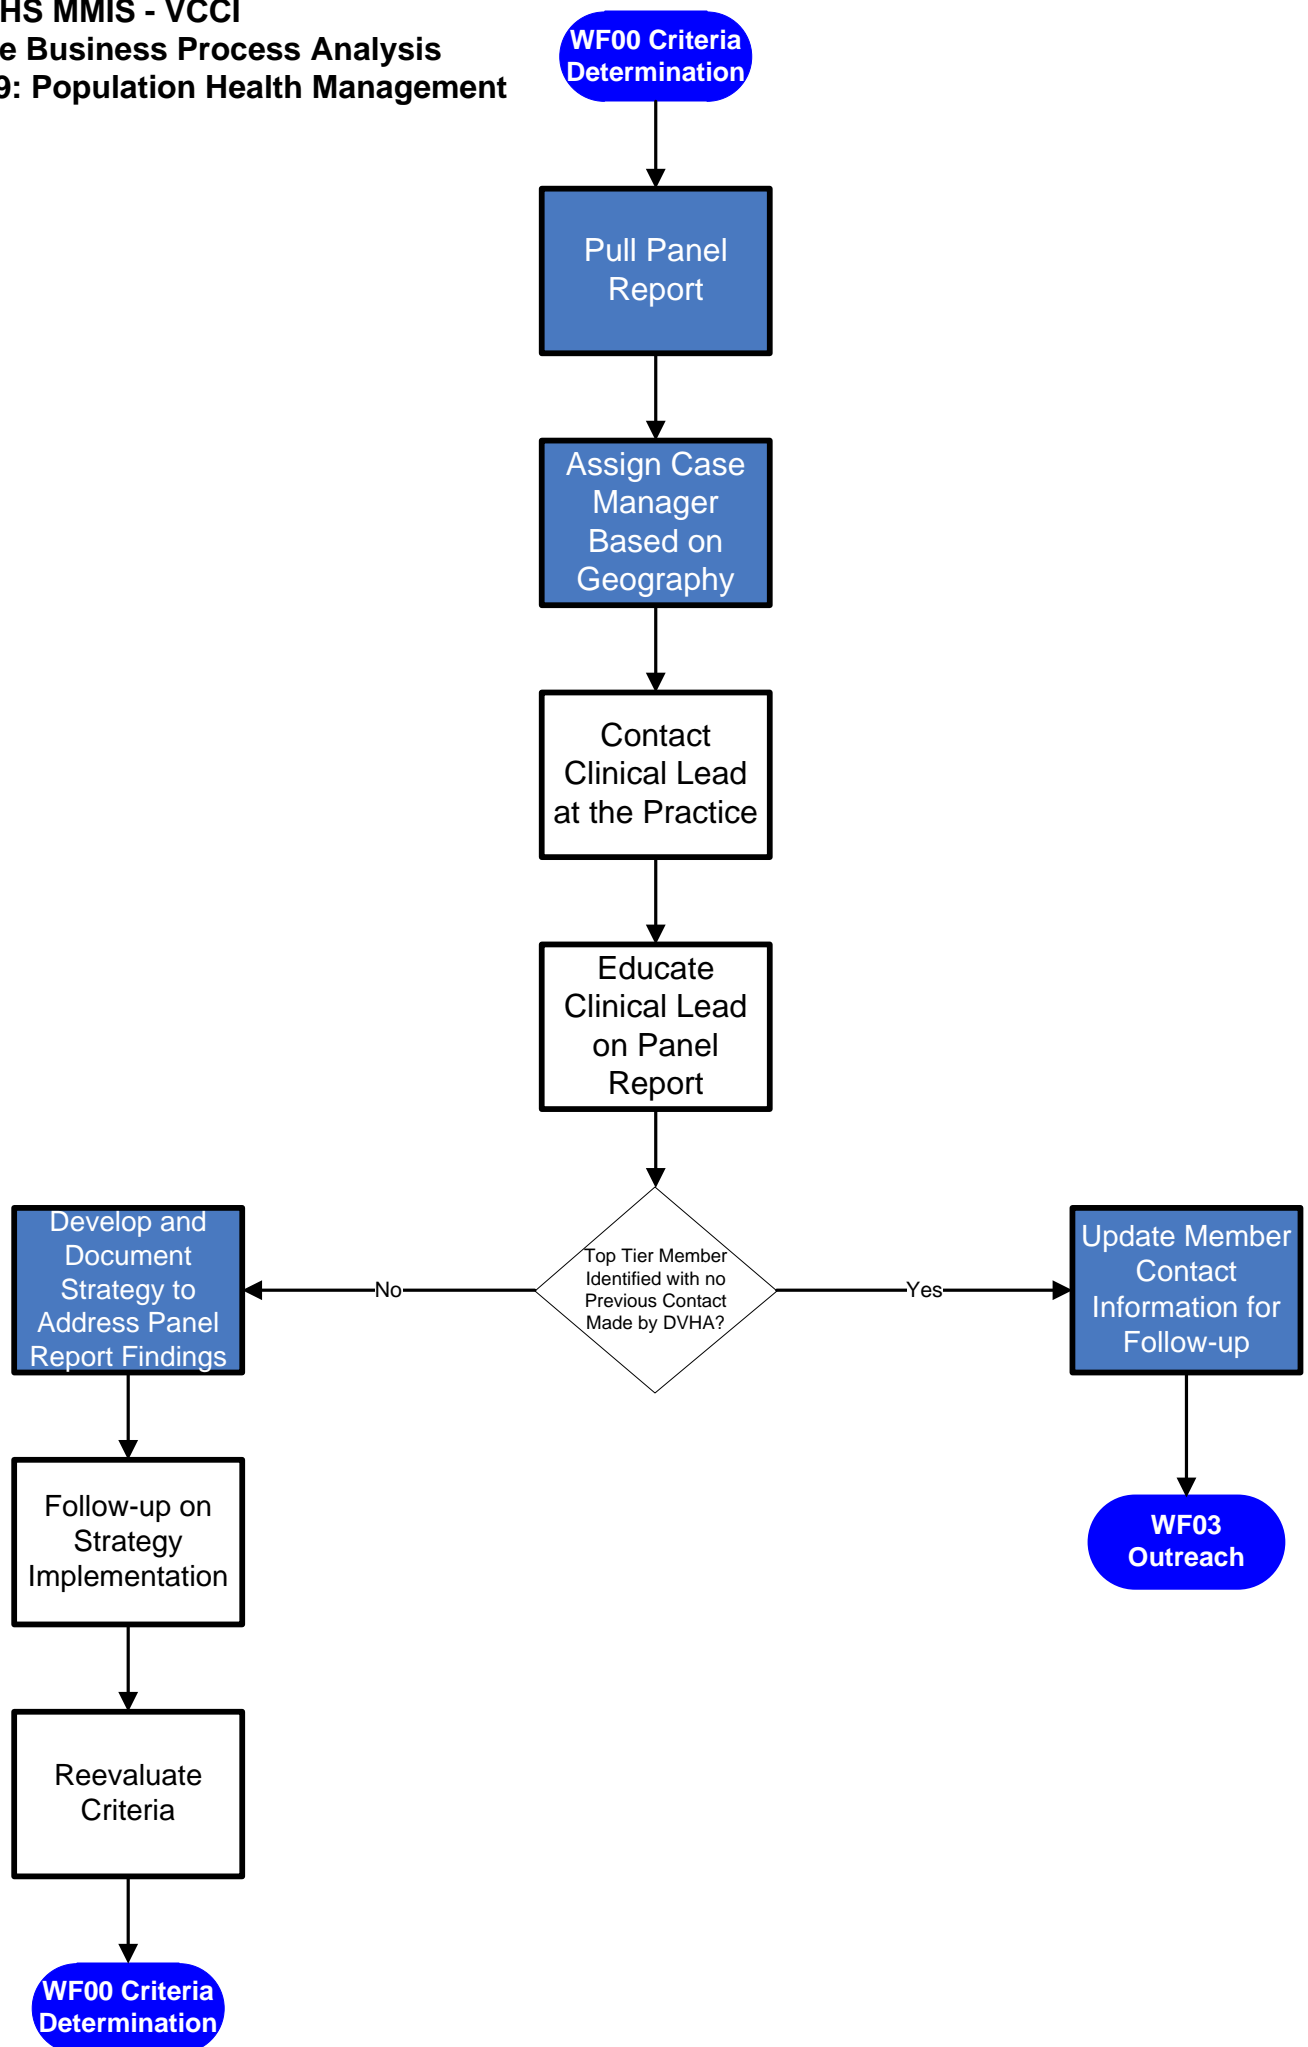 HS MMIS - VCCI
e Business Process Analysis
9: Population Health Management
WF00 Criteria
Determination
Pull Panel
Report
Assign Case
Manager
Based on
Geography
Contact
Clinical Lead
at the Practice
Educate
Clinical Lead
on Panel
Report
Top Tier Member
Identified with no
Previous Contact
Made by DVHA?
No
Yes
Develop and
Document
Strategy to
Address Panel
Report Findings
Update Member
Contact
Information for
Follow-up
Follow-up on
Strategy
Implementation
WF03
Outreach
Reevaluate
Criteria
WF00 Criteria
Determination